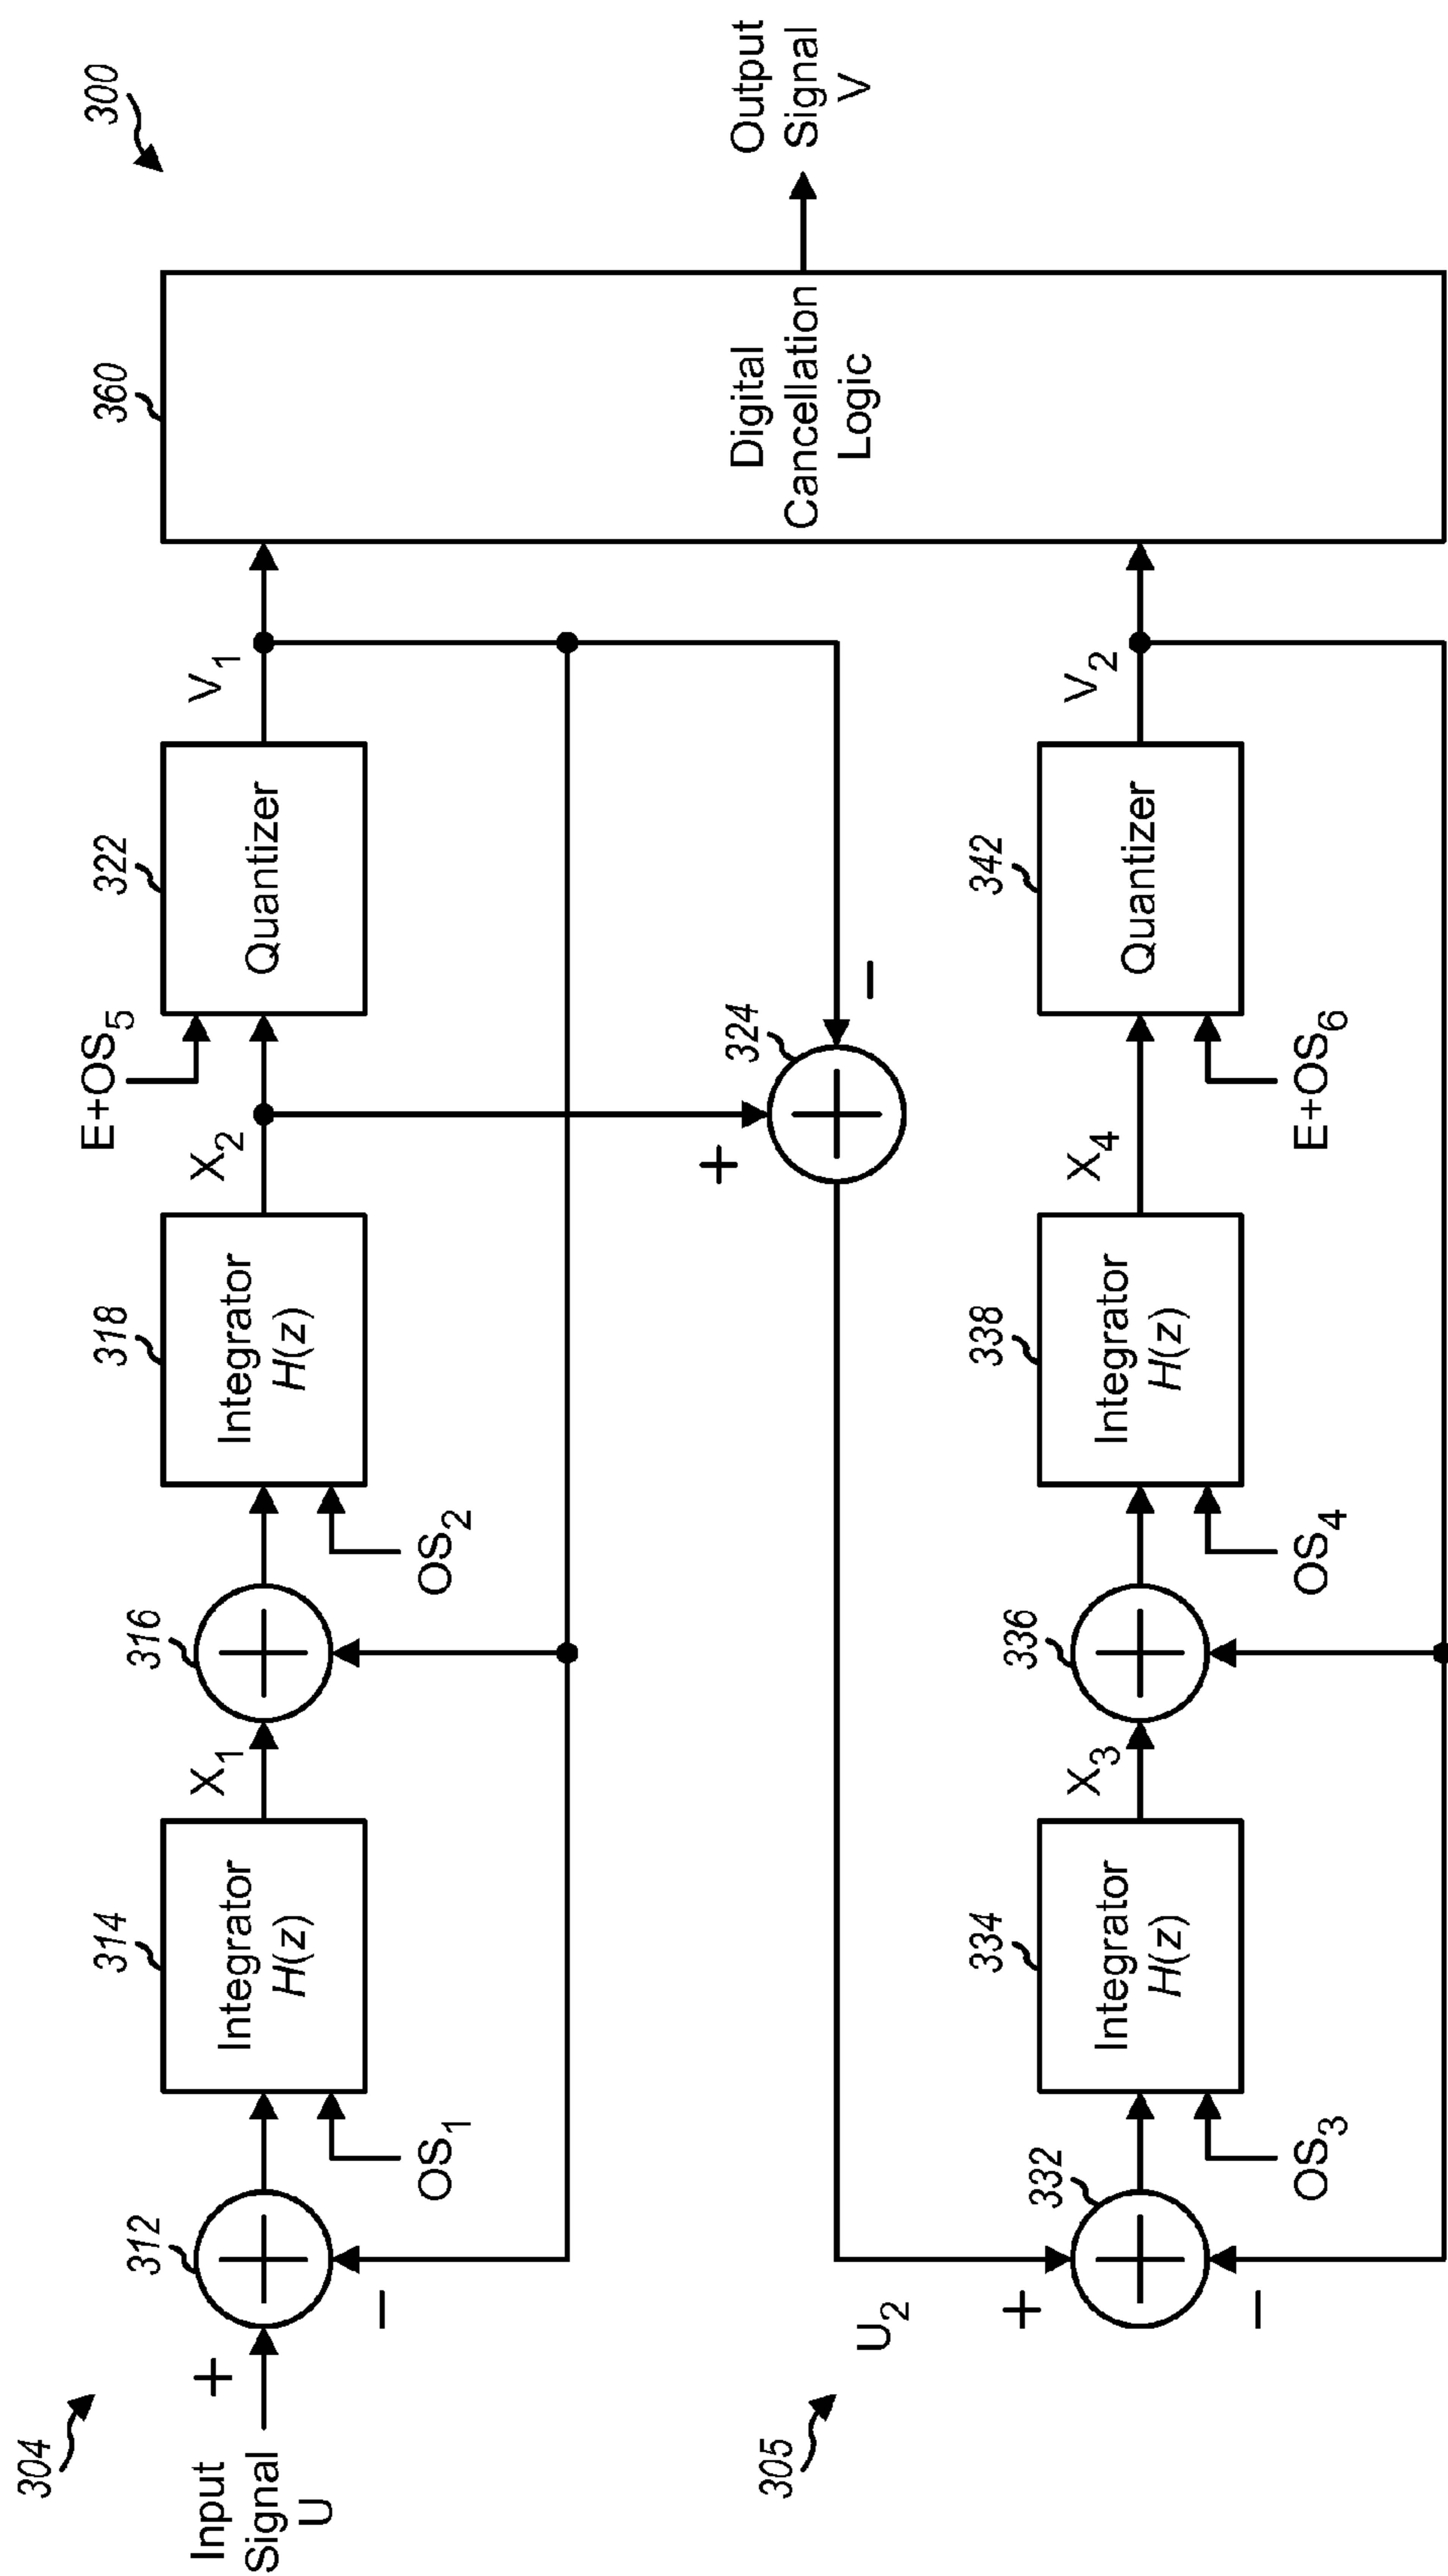 300
304
Input
Signal
U
+
−
312
OS1
314
Integrator
H(z)
X1
316
OS2
318
Integrator
H(z)
X2
E+OS5
322
Quantizer
V1
360
Digital
Cancellation
Logic
Output
Signal
V
+
−
324
305
U2
+
−
332
OS3
334
Integrator
H(z)
X3
336
OS4
338
Integrator
H(z)
X4
E+OS6
342
Quantizer
V2